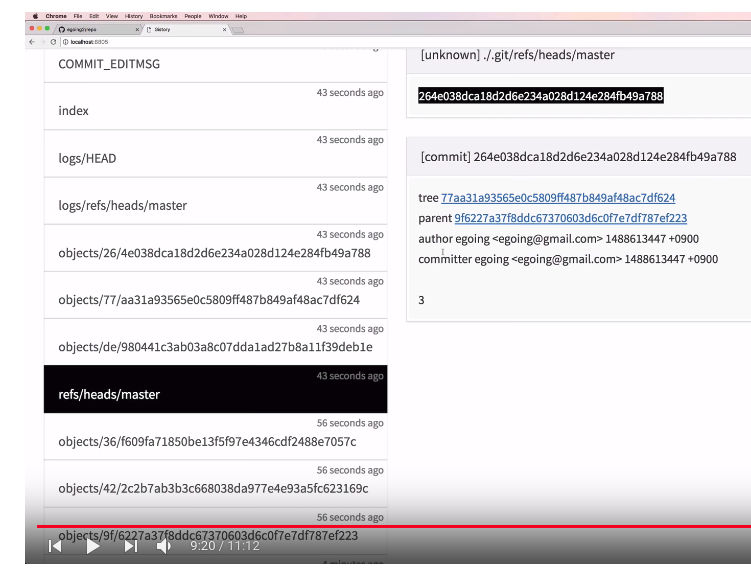 Chrome File Edit View History Bookmarks People Window Help
egoing2/repo
Gistory
localhost:8805
COMMIT_EDITMSG
43 seconds ago
index
43 seconds ago
logs/HEAD
43 seconds ago
logs/refs/heads/master
43 seconds ago
objects/26/4e038dca18d2d6e234a028d124e284fb49a788
43 seconds ago
objects/77/aa31a93565e0c5809ff487b849af48ac7df624
43 seconds ago
objects/de/980441c3ab03a8c07dda1ad27b8a11f39deb1e
43 seconds ago
refs/heads/master
56 seconds ago
objects/36/f609fa71850be13f5f97e4346cdf2488e7057c
56 seconds ago
objects/42/2c2b7ab3b3c668038da977e4e93a5fc623169c
56 seconds ago
objects/9f/6227a37f8ddc67370603d6c0f7e7df787ef223
9:20 / 11:12
[unknown] ./.git/refs/heads/master
264e038dca18d2d6e234a028d124e284fb49a788
[commit] 264e038dca18d2d6e234a028d124e284fb49a788
tree 77aa31a93565e0c5809ff487b849af48ac7df624
parent 9f6227a37f8ddc67370603d6c0f7e7df787ef223
author egoing <egoing@gmail.com> 1488613447 +0900
committer egoing <egoing@gmail.com> 1488613447 +0900
3